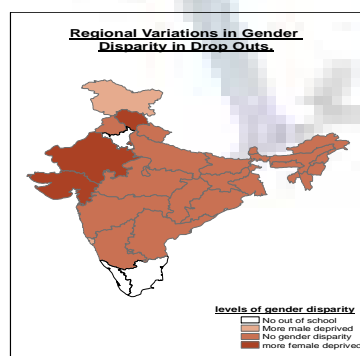 Regional Variations in Gender
Disparity in Drop Outs.
levels of gender disparity
No out of school
More male deprived
No gender disparity
more female deprived